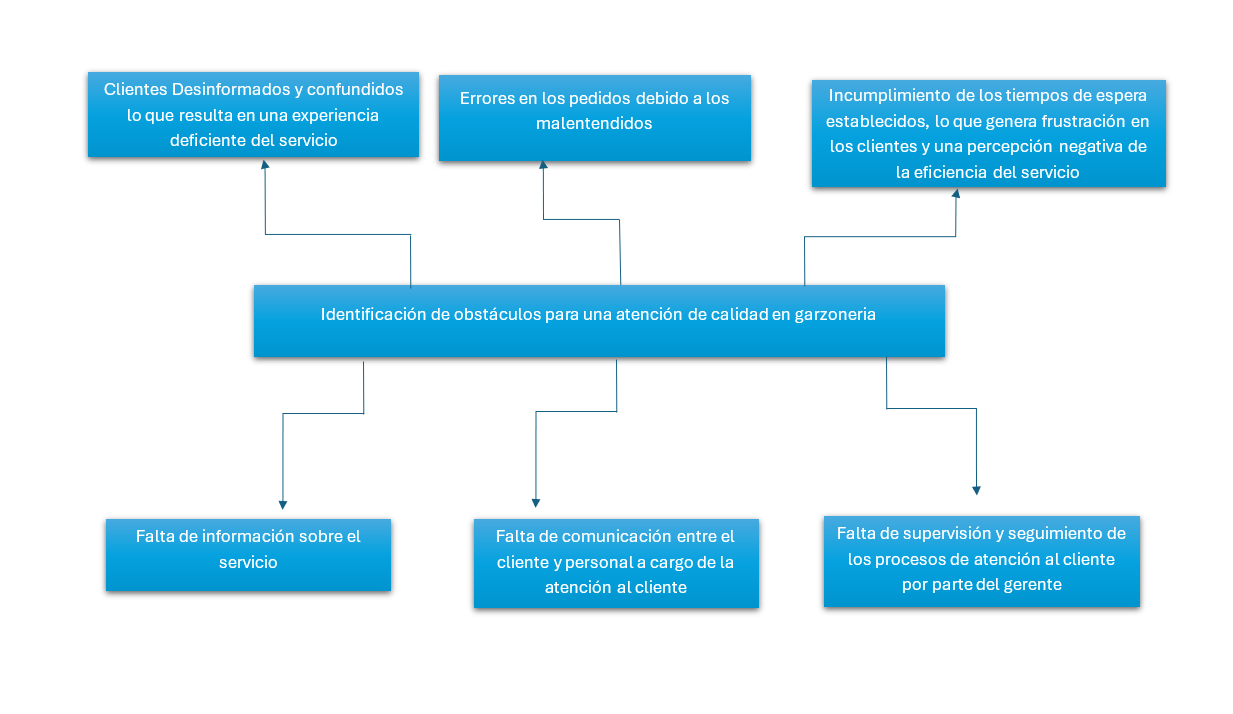 Clientes Desinformados y confundidos
lo que resulta en una experiencia
deficiente del servicio
Errores en los pedidos debido a los
malentendidos
Incumplimiento de los tiempos de espera
establecidos, lo que genera frustración en
los clientes y una percepción negativa de
la eficiencia del servicio
Identificación de obstáculos para una atención de calidad en garzoneria
Falta de información sobre el
servicio
Falta de comunicación entre el
cliente y personal a cargo de la
atención al cliente
Falta de supervisión y seguimiento de
los procesos de atención al cliente
por parte del gerente